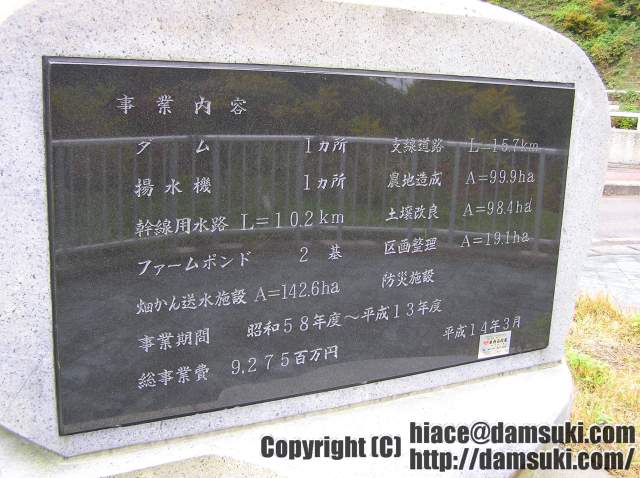 事業内容
ダム 1カ所
揚水機 1カ所
幹線用水路 L=10.2km
ファームポンド 2基
畑かん送水施設 A=142.6ha
支線道路 L=15.7km
農地造成 A=99.9ha
土壌改良 A=98.4ha
区画整理 A=19.1ha
防災施設
事業期間 昭和58年度〜平成13年度
総事業費 9,275百万円
平成14年3月
Copyright (C) hiace@damsuki.com
http://damsuki.com/